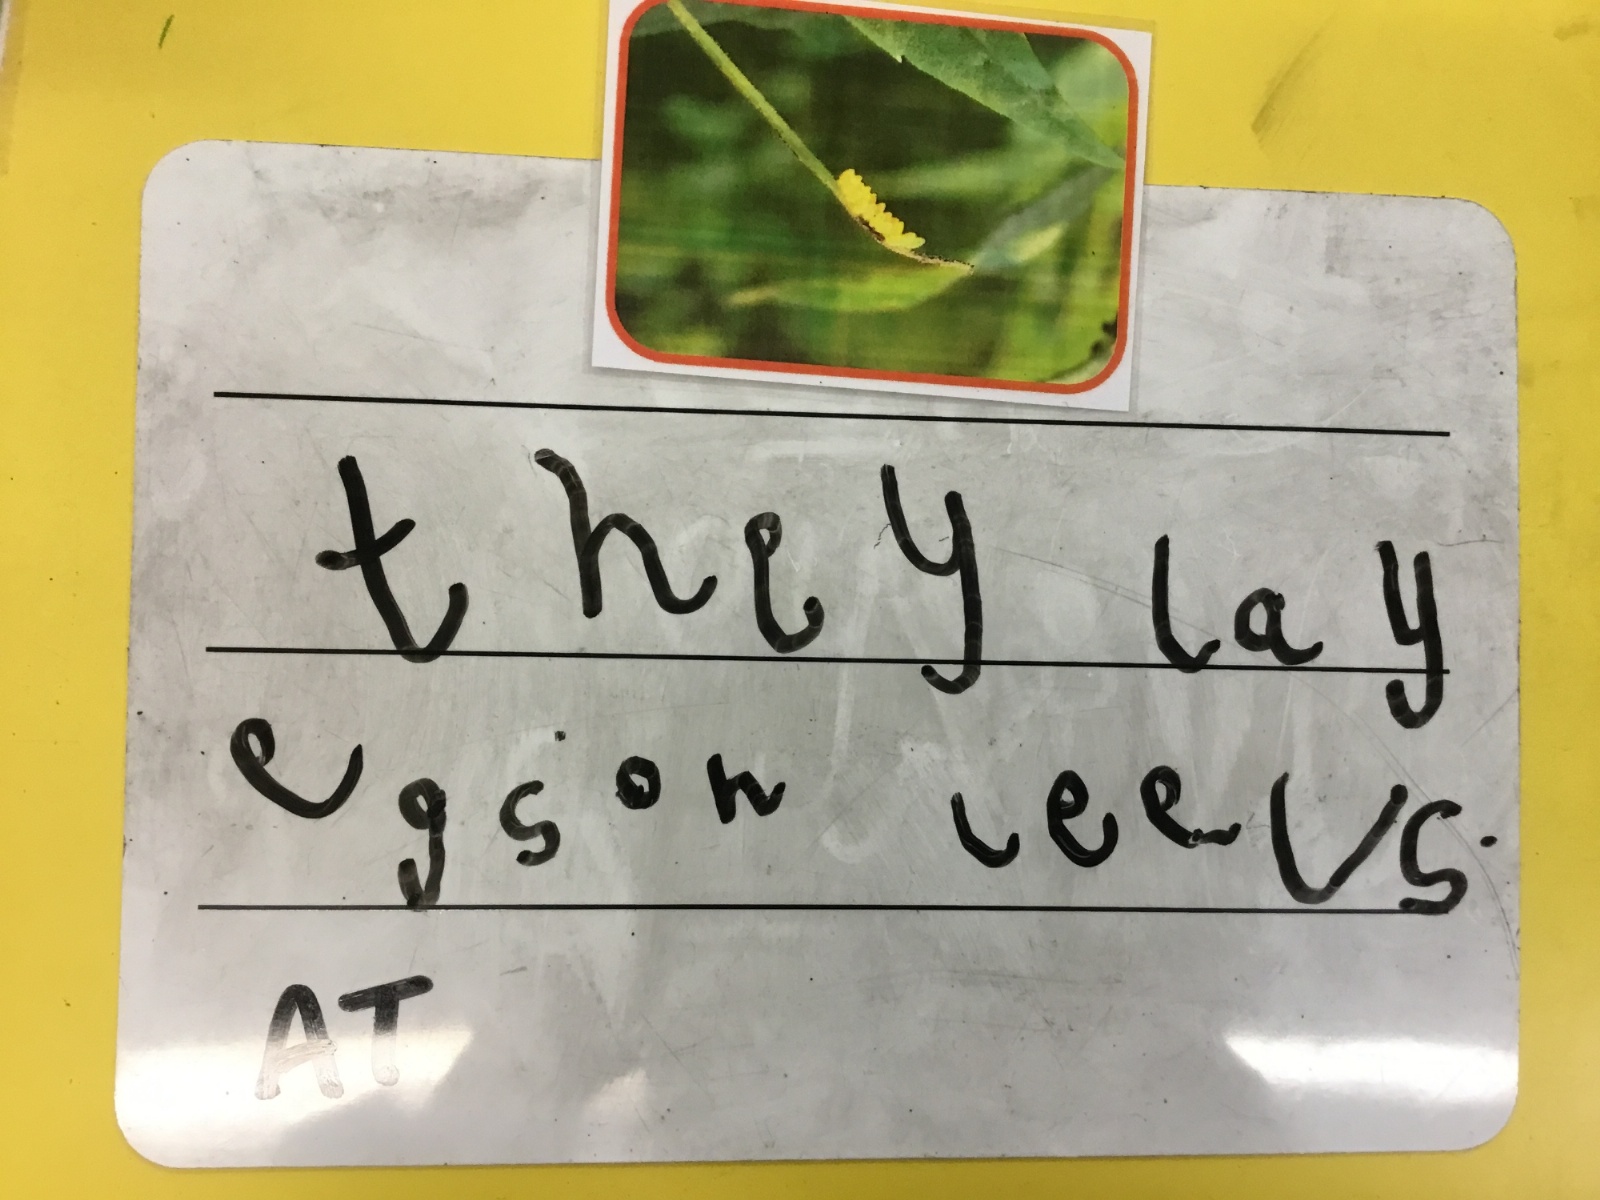 they lay
egs on leevs.
AT